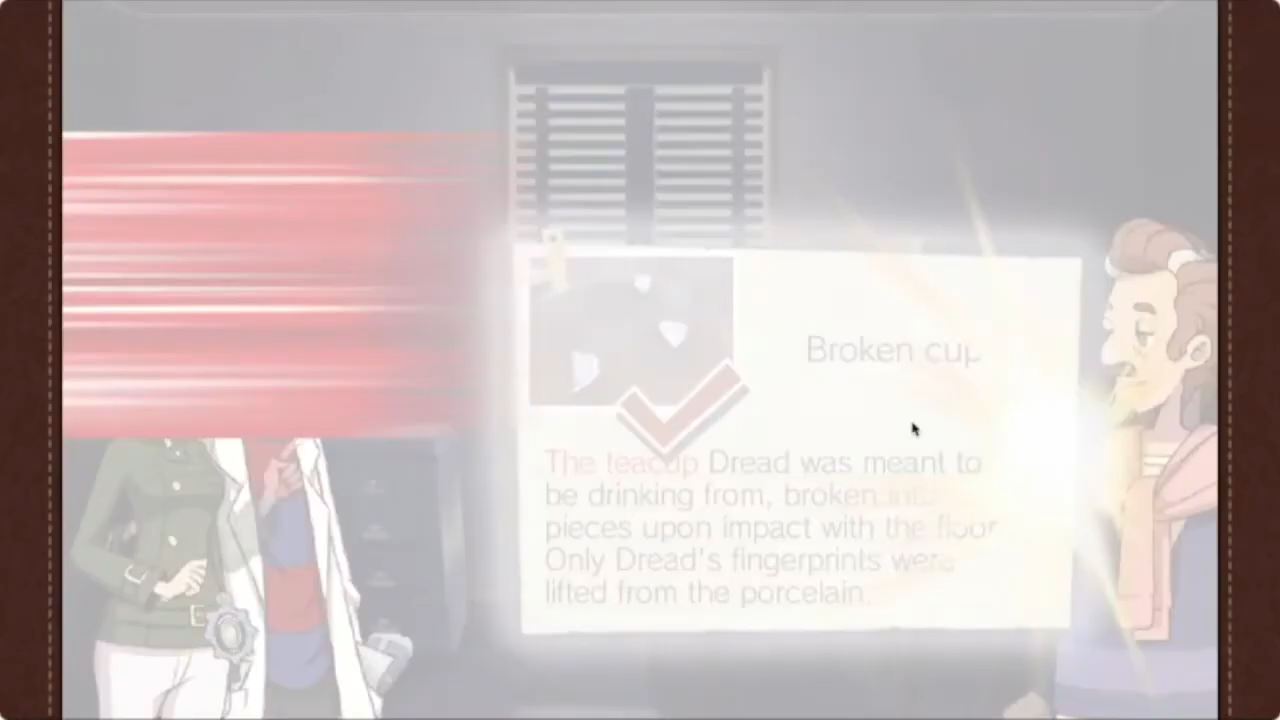 Broken cup
The teacup Dread was meant to
be drinking from, broken into
pieces upon impact with the floor
Only Dread's fingerprints were
lifted from the porcelain.